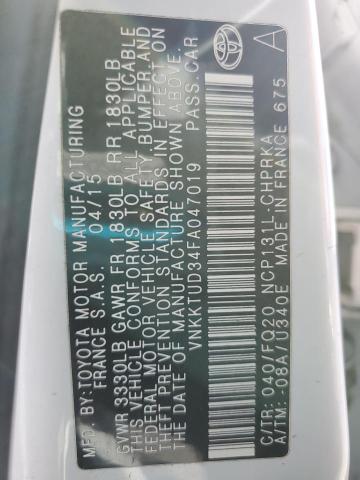 MFD. BY: TOYOTA MOTOR MANUFACTURING
FRANCE S.A.S. 04/15
GVWR 3330LB GAWR FR 1830LB RR 1830LB
THIS VEHICLE CONFORMS TO ALL APPLICABLE
FEDERAL MOTOR VEHICLE SAFETY, BUMPER, AND
THEFT PREVENTION STANDARDS IN EFFECT ON
THE DATE OF MANUFACTURE SHOWN ABOVE.
VNKKTUD34FA047019 PASS.CAR
C/TR: 040/FQ20 NCP131L-CHPRKA
A/TM: -08A/U340E MADE IN FRANCE 675
A